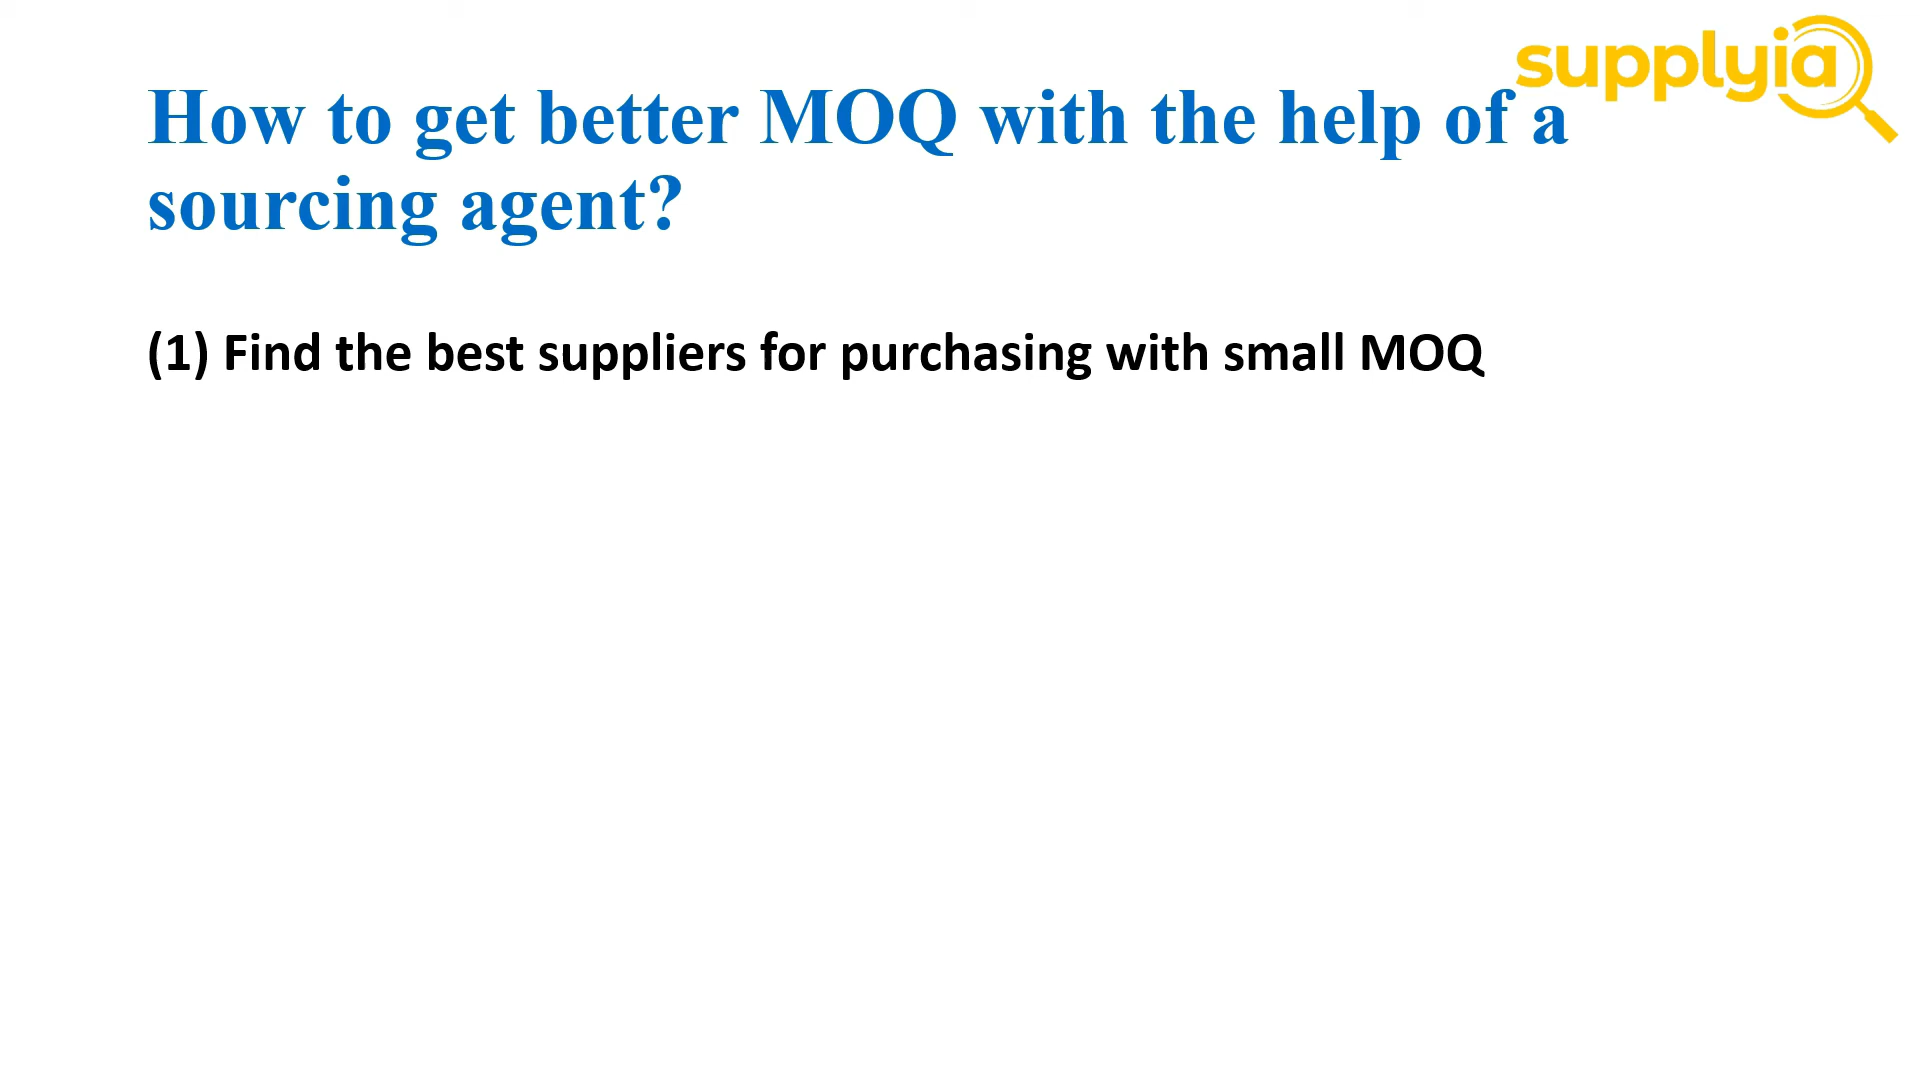 supplyia
How to get better MOQ with the help of a
sourcing agent?
(1) Find the best suppliers for purchasing with small MOQ